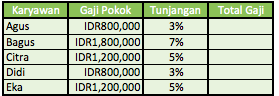 Karyawan Gaji Pokok Tunjangan Total Gaji
Agus IDR800,000 3%
Bagus IDR1,800,000 7%
Citra IDR1,200,000 5%
Didi IDR800,000 3%
Eka IDR1,200,000 5%